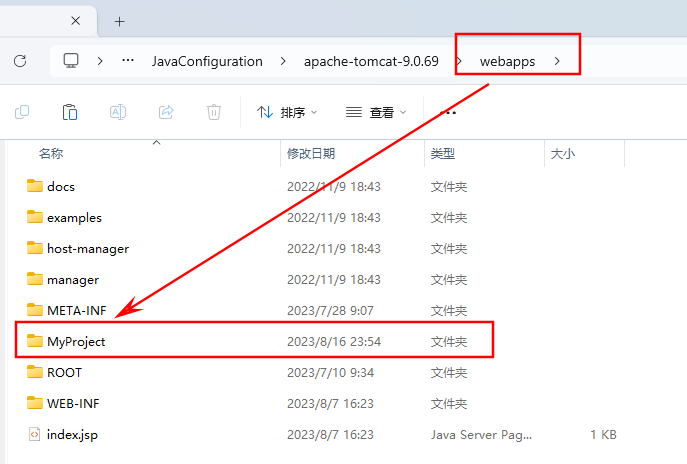 JavaConfiguration > apache-tomcat-9.0.69 > webapps >
排序 查看
名称 修改日期 类型 大小
docs 2022/11/9 18:43 文件夹
examples 2022/11/9 18:43 文件夹
host-manager 2022/11/9 18:43 文件夹
manager 2022/11/9 18:43 文件夹
META-INF 2023/7/28 9:07 文件夹
MyProject 2023/8/16 23:54 文件夹
ROOT 2023/7/10 9:34 文件夹
WEB-INF 2023/8/7 16:23 文件夹
index.jsp 2023/8/7 16:23 Java Server Pag... 1 KB